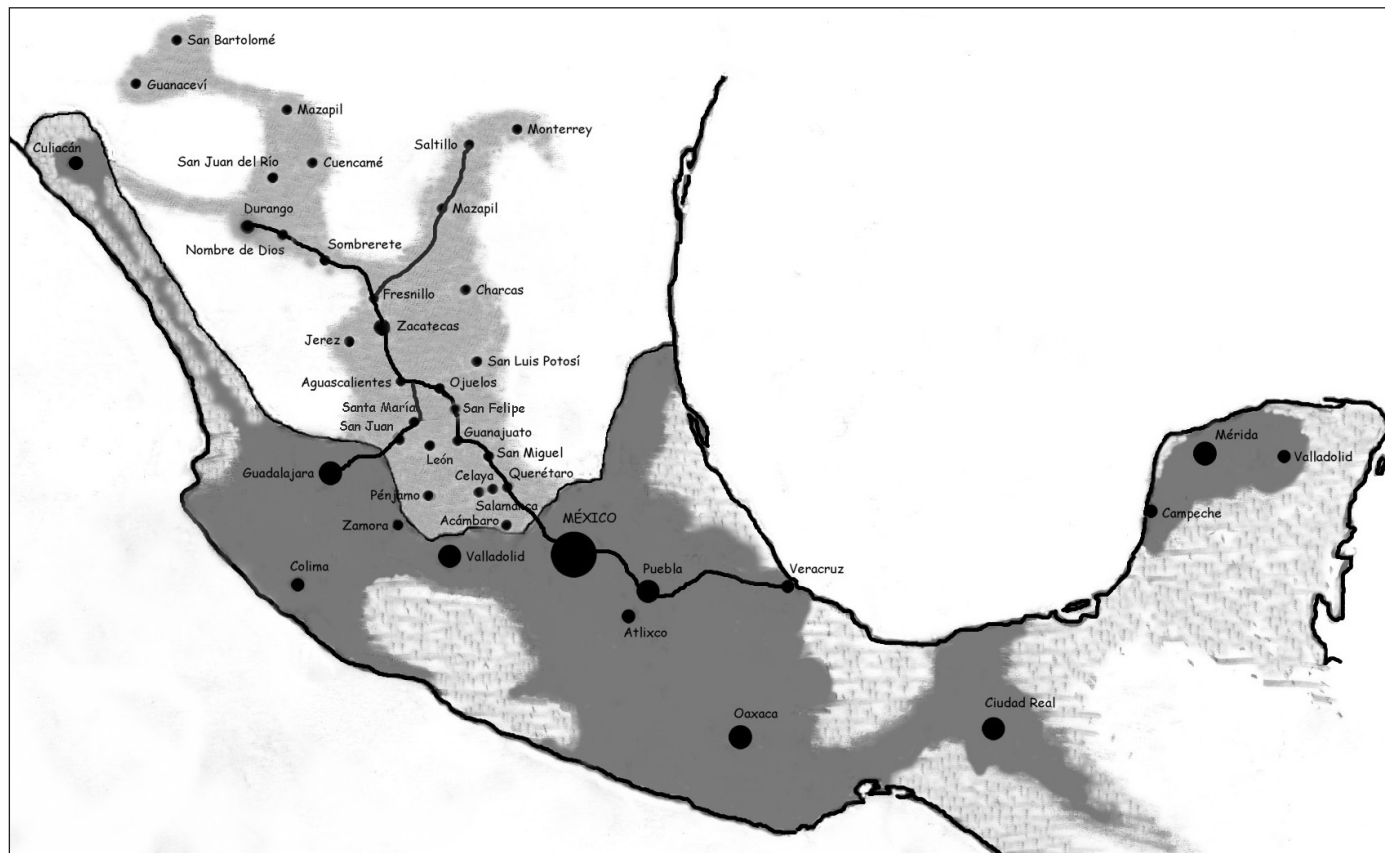 San Bartolomé
Guanaceví
Mazapil
Monterrey
Saltillo
Culiacán
San Juan del Río
Cuencamé
Durango
Mazapil
Nombre de Dios
Sombrerete
Charcas
Fresnillo
Zacatecas
Jerez
San Luis Potosí
Aguascalientes
Ojuelos
Santa María
San Felipe
San Juan
Guanajuato
León
San Miguel
Guadalajara
Celaya
Querétaro
Pénjamo
Salamanca
Zamora
Acámbaro
MÉXICO
Valladolid
Colima
Puebla
Veracruz
Atlixco
Oaxaca
Ciudad Real
Mérida
Valladolid
Campeche